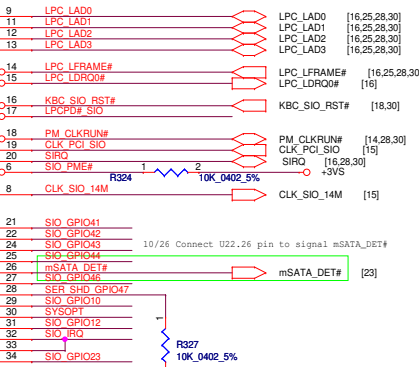 9 LPC_LAD0 LPC_LAD0 [16,25,28,30]
11 LPC_LAD1 LPC_LAD1 [16,25,28,30]
12 LPC_LAD2 LPC_LAD2 [16,25,28,30]
13 LPC_LAD3 LPC_LAD3 [16,25,28,30]
14 LPC_LFRAME# LPC_LFRAME# [16,25,28,30
15 LPC_LDRQ0# LPC_LDRQ0# [16]
16 KBC_SIO_RST# KBC_SIO_RST# [18,30]
17 LPCPD#_SIO
18 PM_CLKRUN# PM_CLKRUN# [14,28,30]
19 CLK_PCI_SIO CLK_PCI_SIO [15]
20 SIRQ SIRQ [16,28,30]
6 SIO_PME# 1 2 +3VS
R324 10K_0402_5%
8 CLK_SIO_14M CLK_SIO_14M [15]
21 SIO_GPIO41
22 SIO_GPIO42
24 SIO_GPIO43 10/26 Connect U22.26 pin to signal mSATA_DET#
25 SIO_GPIO44
26 mSATA_DET# mSATA_DET# [23]
27 SIO_GPIO46
28 SER_SHD_GPIO47
29 SIO_GPIO10
30 SYSOPT
31 SIO_GPIO12 1
32 SIO_IRQ
33 R327
34 SIO_GPIO23 10K_0402_5%